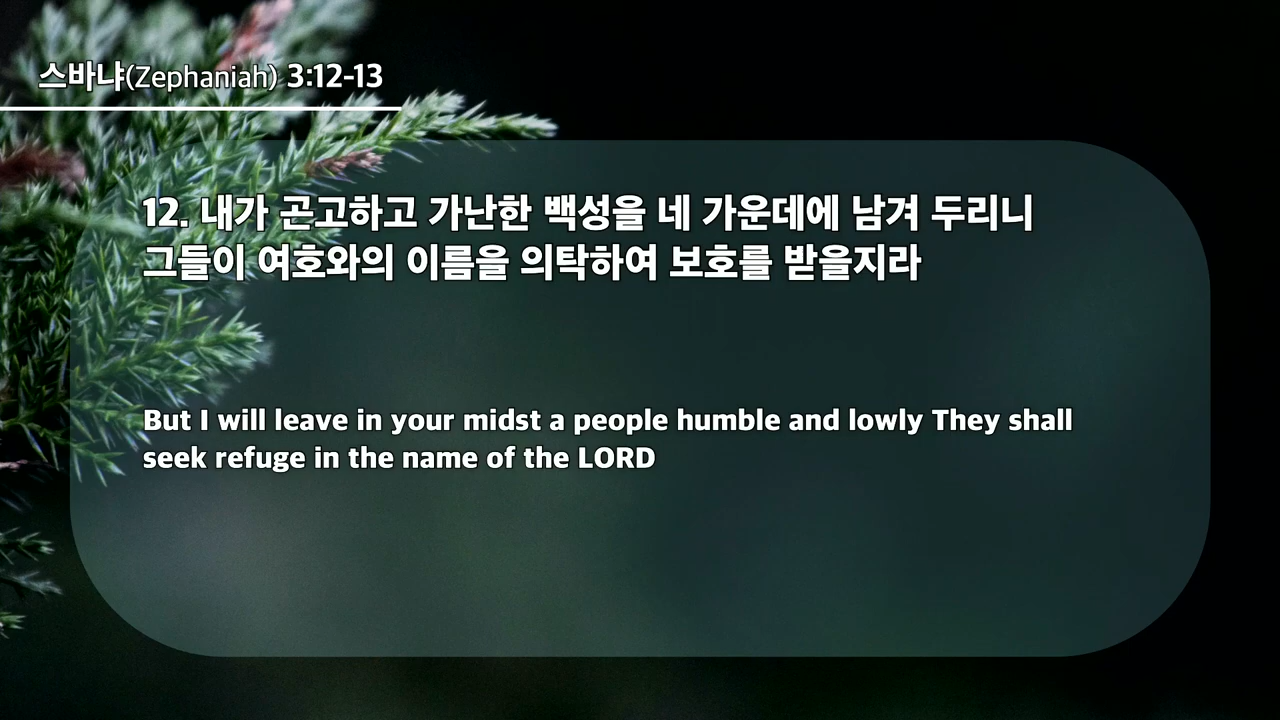 스바냐(Zephaniah) 3:12-13
12. 내가 곤고하고 가난한 백성을 네 가운데에 남겨 두리니
그들이 여호와의 이름을 의탁하여 보호를 받을지라
But I will leave in your midst a people humble and lowly They shall
seek refuge in the name of the LORD